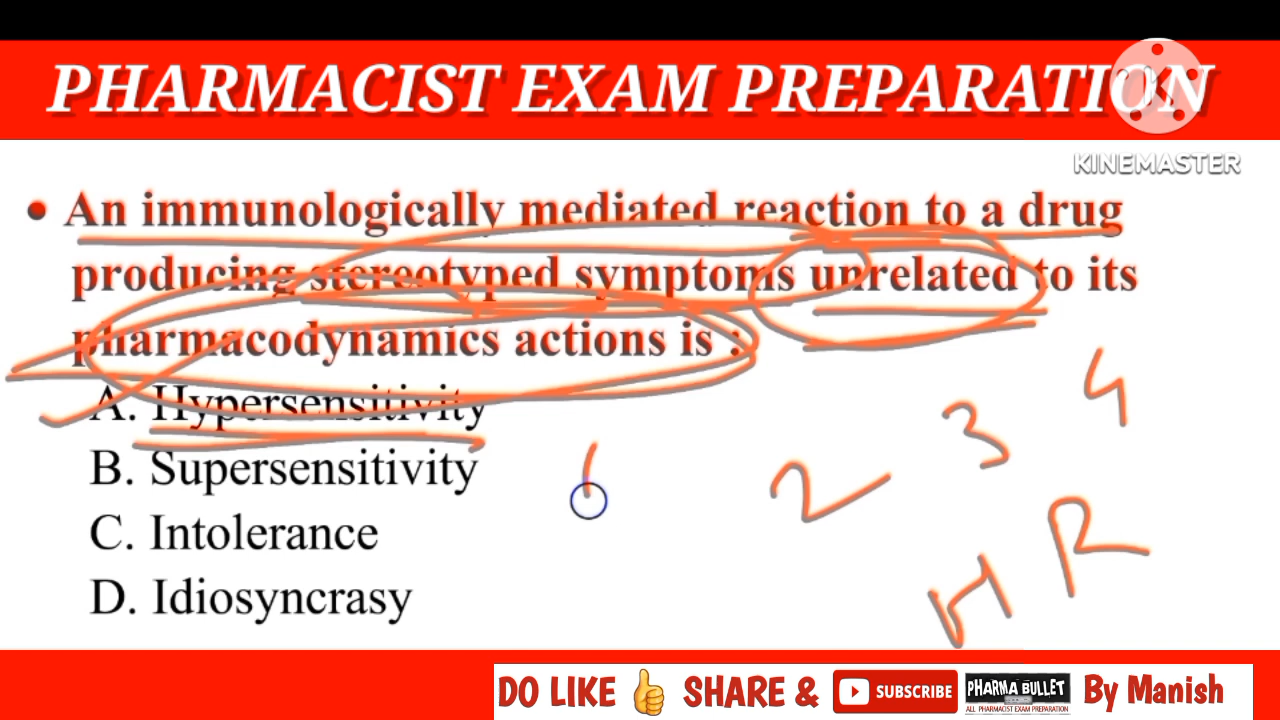 PHARMACIST EXAM PREPARATION
KINEMASTER
• An immunologically mediated reaction to a drug
producing stereotyped symptoms unrelated to its
pharmacodynamics actions is :
A. Hypersensitivity
B. Supersensitivity
2 3 4
C. Intolerance
H R
D. Idiosyncrasy
DO LIKE 👍 SHARE & SUBSCRIBE PHARMA BULLET By Manish
ALL PHARMACIST EXAM PREPARATION